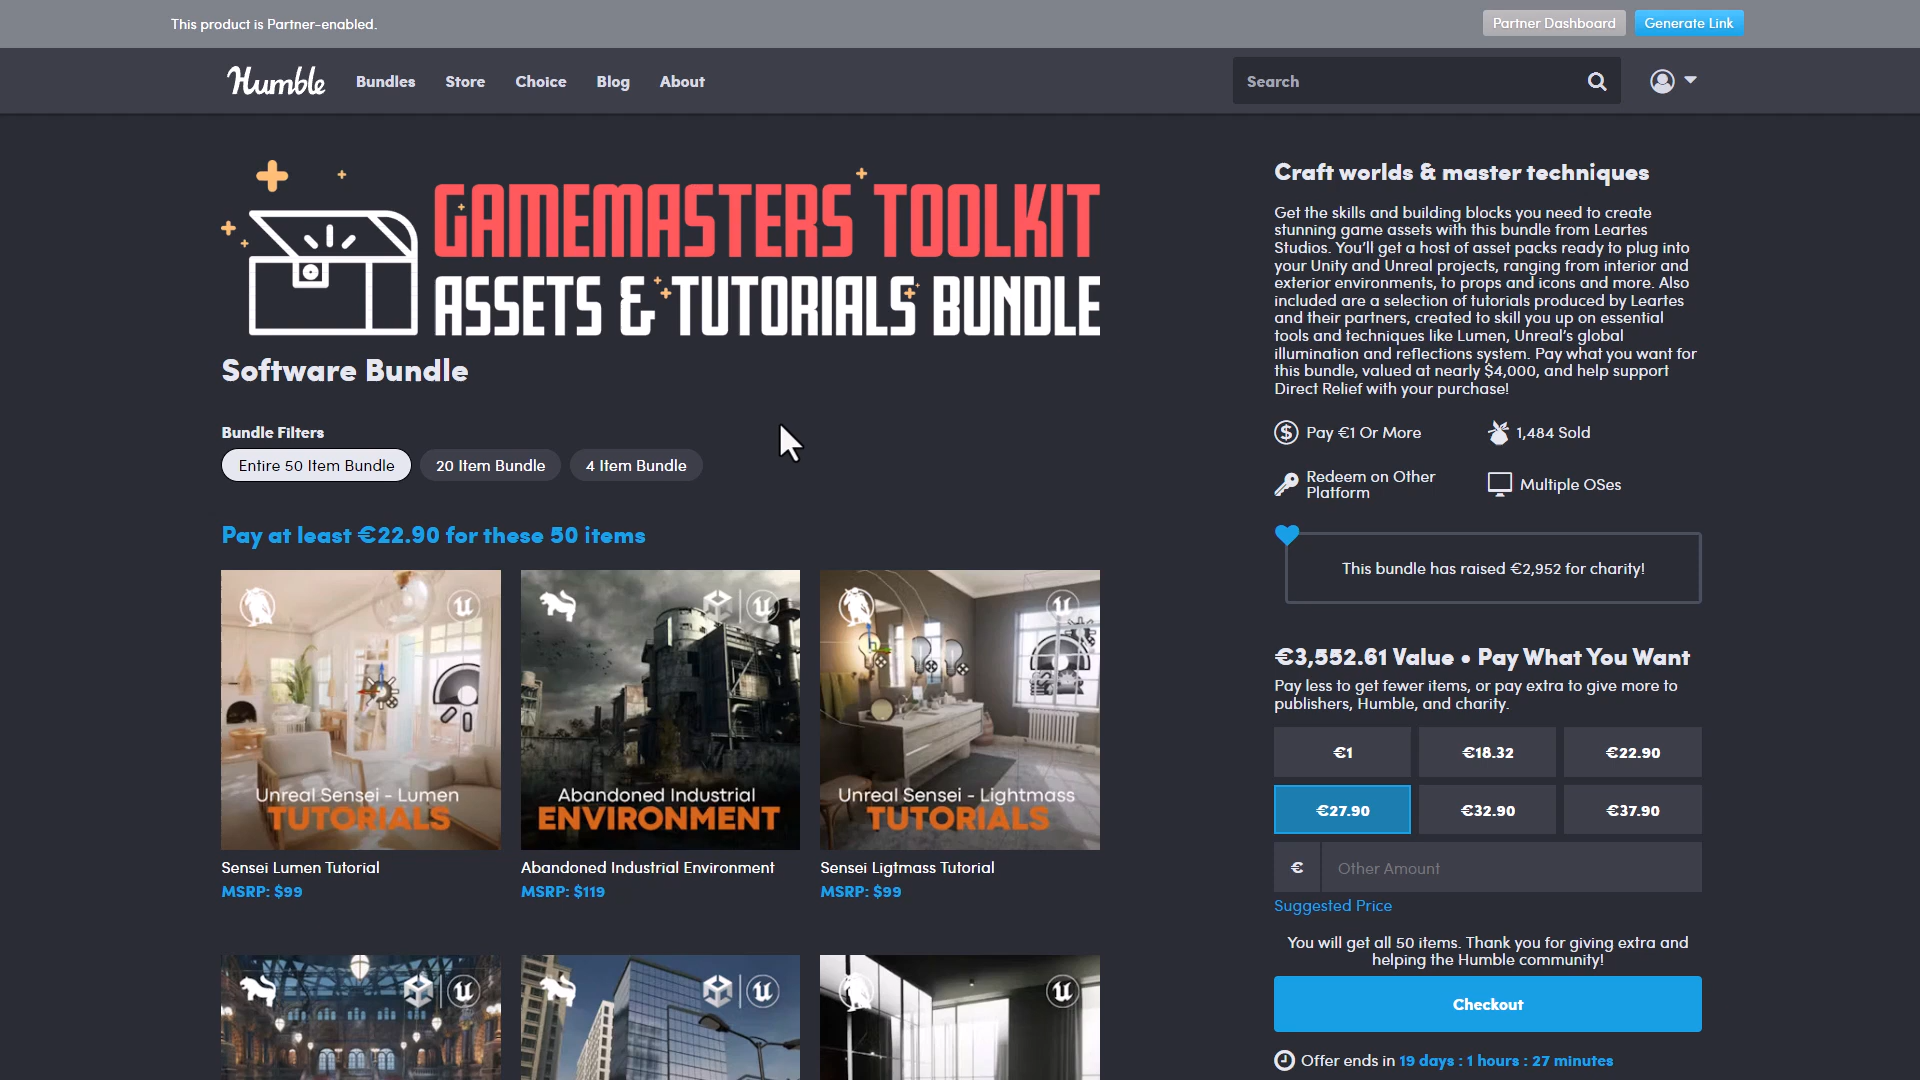 This product is Partner-enabled.
Partner Dashboard
Generate Link
Humble
Bundles
Store
Choice
Blog
About
Search
GAMEMASTERS TOOLKIT
ASSETS & TUTORIALS BUNDLE
Software Bundle
Bundle Filters
Entire 50 Item Bundle
20 Item Bundle
4 Item Bundle
Pay at least €22.90 for these 50 items
Unreal Sensei - Lumen
TUTORIALS
Sensei Lumen Tutorial
MSRP: $99
Abandoned Industrial
ENVIRONMENT
Abandoned Industrial Environment
MSRP: $119
Unreal Sensei - Lightmass
TUTORIALS
Sensei Ligtmass Tutorial
MSRP: $99
Craft worlds & master techniques
Get the skills and building blocks you need to create
stunning game assets with this bundle from Leartes
Studios. You'll get a host of asset packs ready to plug into
your Unity and Unreal projects, ranging from interior and
exterior environments, to props and icons and more. Also
included are a selection of tutorials produced by Leartes
and their partners, created to skill you up on essential
tools and techniques like Lumen, Unreal's global
illumination and reflections system. Pay what you want for
this bundle, valued at nearly $4,000, and help support
Direct Relief with your purchase!
Pay €1 Or More
1,484 Sold
Redeem on Other
Platform
Multiple OSes
This bundle has raised €2,952 for charity!
€3,552.61 Value • Pay What You Want
Pay less to get fewer items, or pay extra to give more to
publishers, Humble, and charity.
€1
€18.32
€22.90
€27.90
€32.90
€37.90
€
Other Amount
Suggested Price
You will get all 50 items. Thank you for giving extra and
helping the Humble community!
Checkout
Offer ends in 19 days : 1 hours : 27 minutes